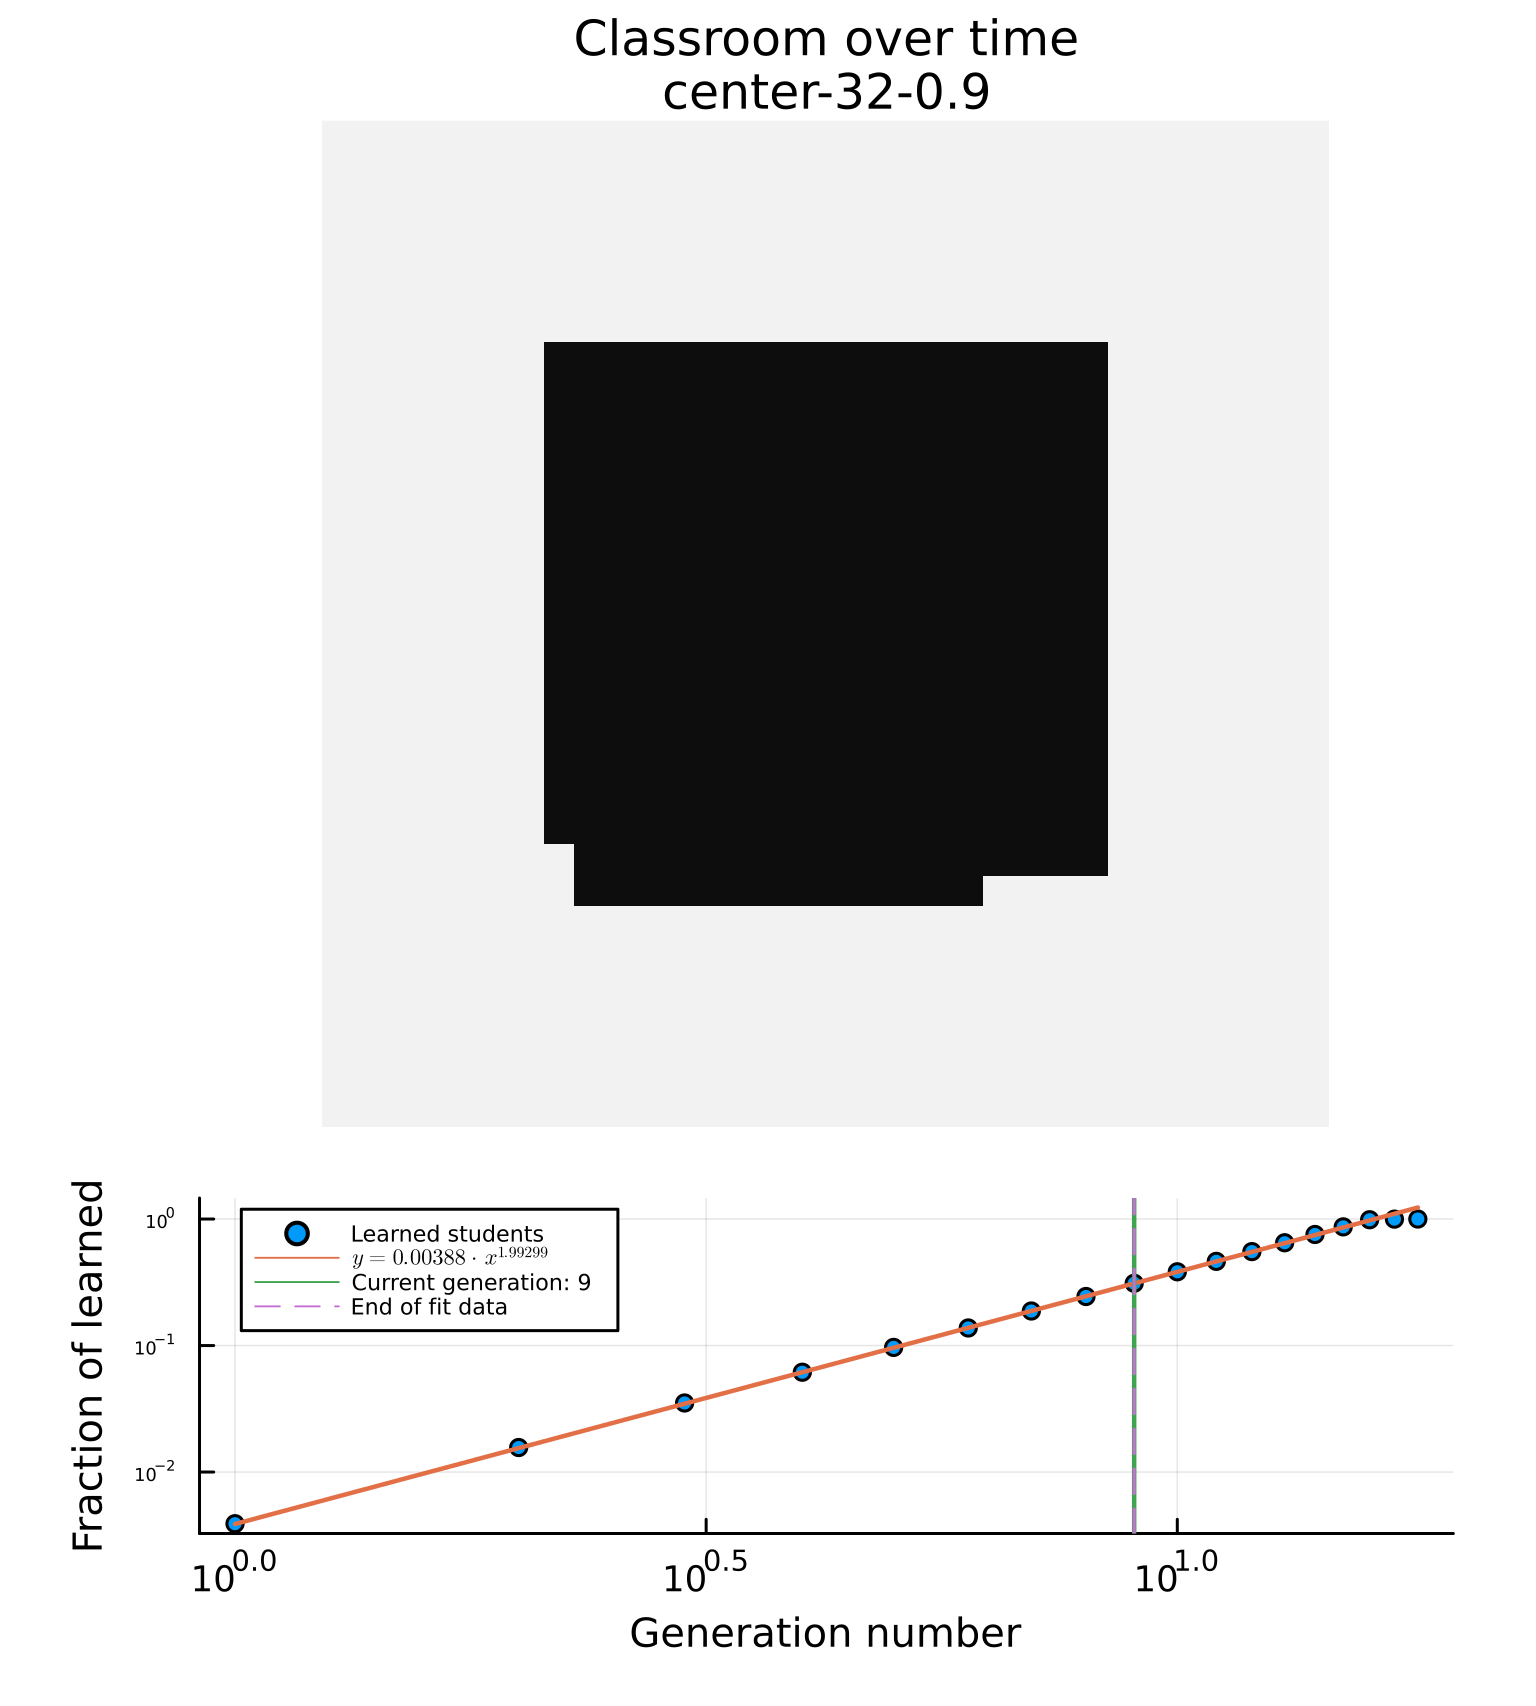 Classroom over time
center-32-0.9
Fraction of learned
10^0
10^−1
10^−2
Learned students
y = 0.00388 · x^1.99299
Current generation: 9
End of fit data
10^0.0 10^0.5 10^1.0
Generation number